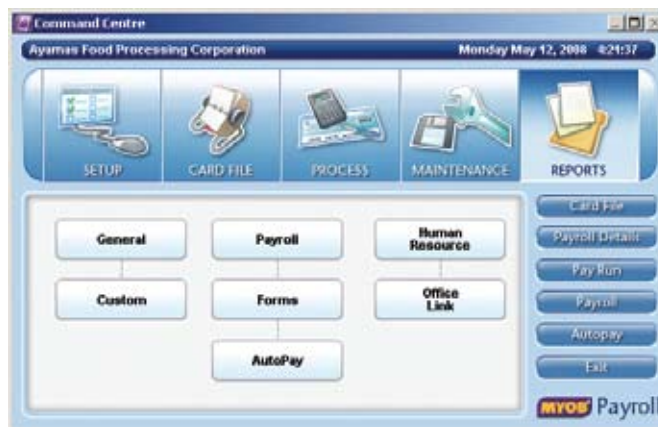 Command Centre
Ayamas Food Processing Corporation Monday May 12, 2008 4:21:37
SETUP CARD FILE PROCESS MAINTENANCE REPORTS
General Payroll Human Resource
Custom Forms Office Link
AutoPay
Card File
Payroll Details
Pay Run
Payroll
Autopay
Exit
MYOB Payroll